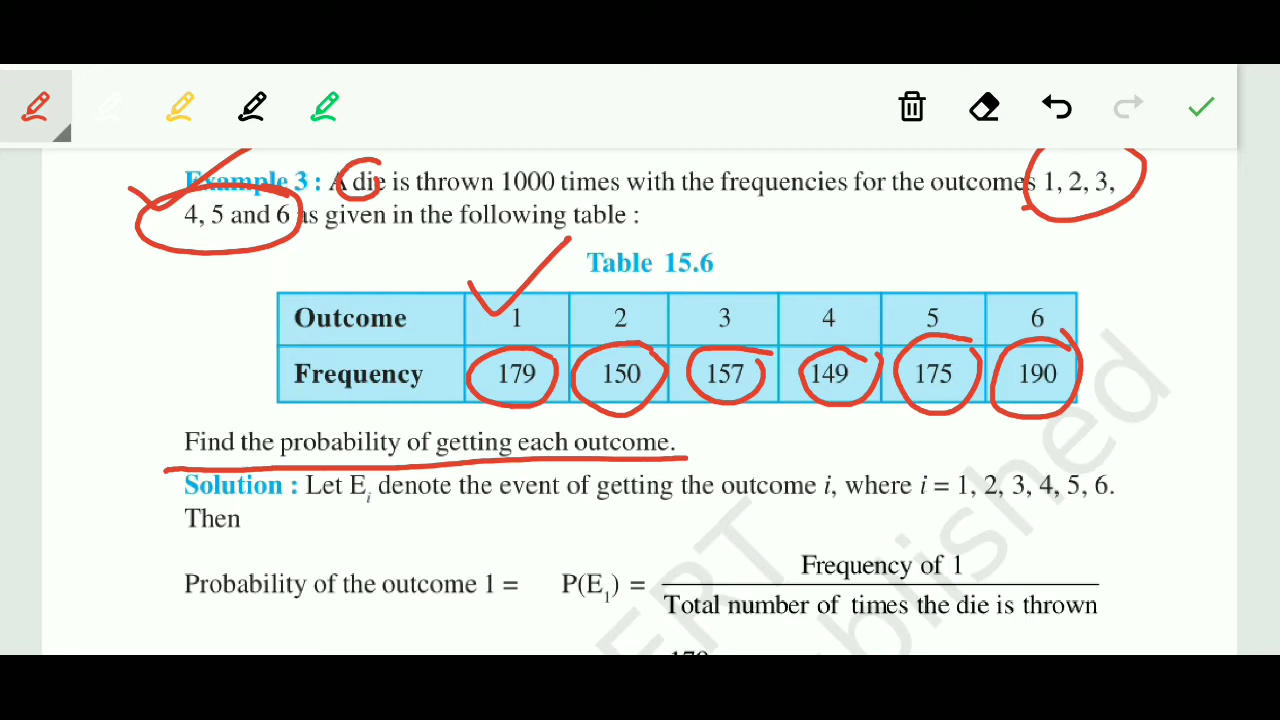 Example 3 : A die is thrown 1000 times with the frequencies for the outcomes 1, 2, 3,
4, 5 and 6 as given in the following table :
Table 15.6
Outcome 1 2 3 4 5 6
Frequency 179 150 157 149 175 190
Find the probability of getting each outcome.
Solution : Let Ei denote the event of getting the outcome i, where i = 1, 2, 3, 4, 5, 6.
Then
Frequency of 1
Probability of the outcome 1 = P(E1) =
Total number of times the die is thrown